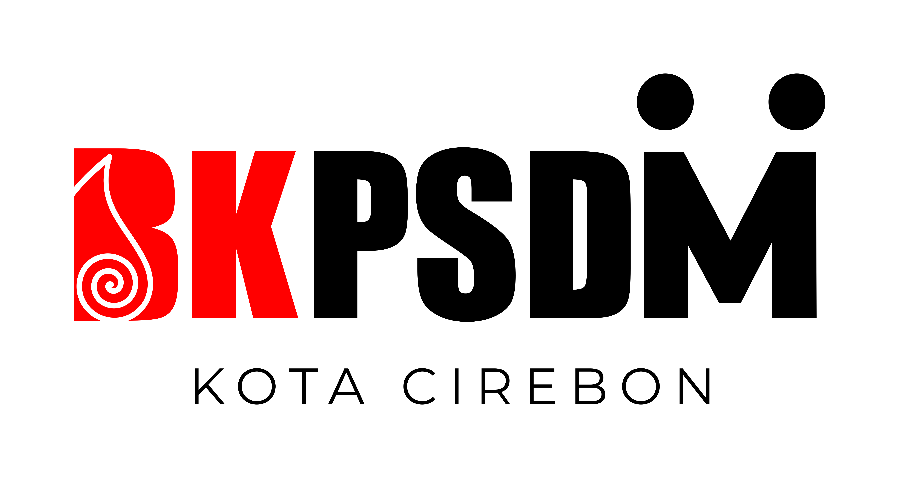 BKPSDM
KOTA CIREBON